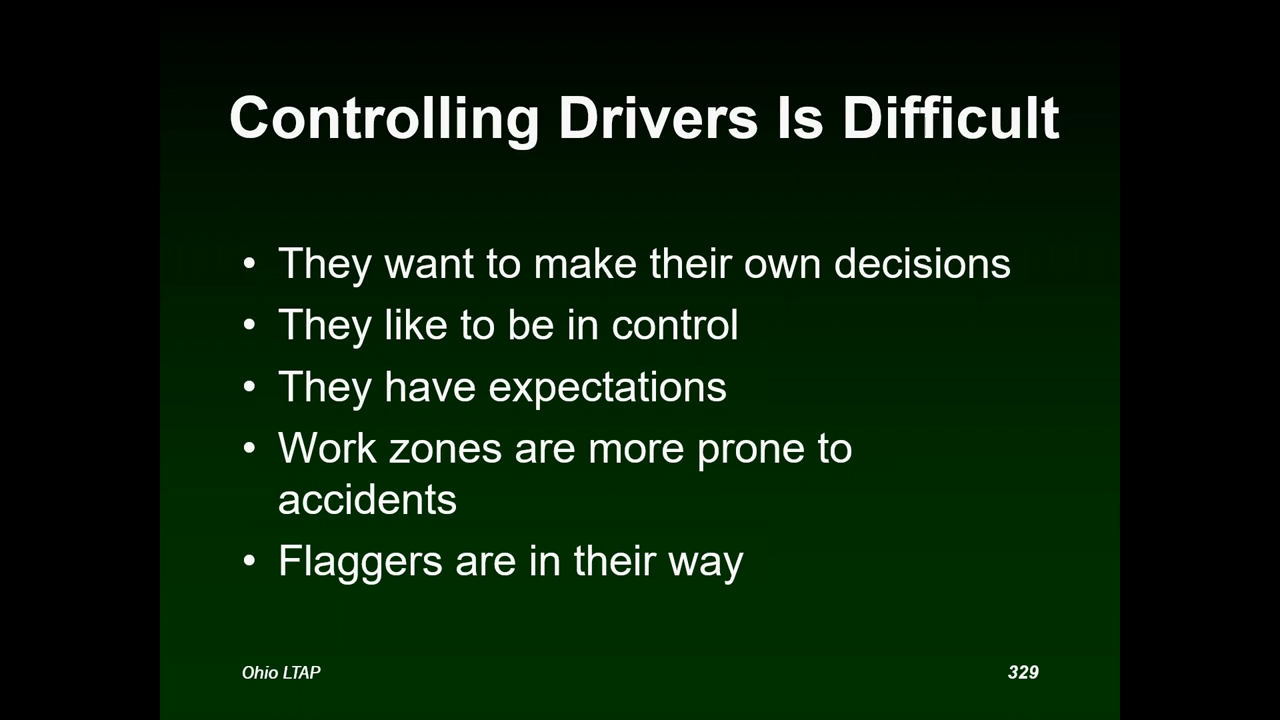 Controlling Drivers Is Difficult
• They want to make their own decisions
• They like to be in control
• They have expectations
• Work zones are more prone to
accidents
• Flaggers are in their way
Ohio LTAP
329